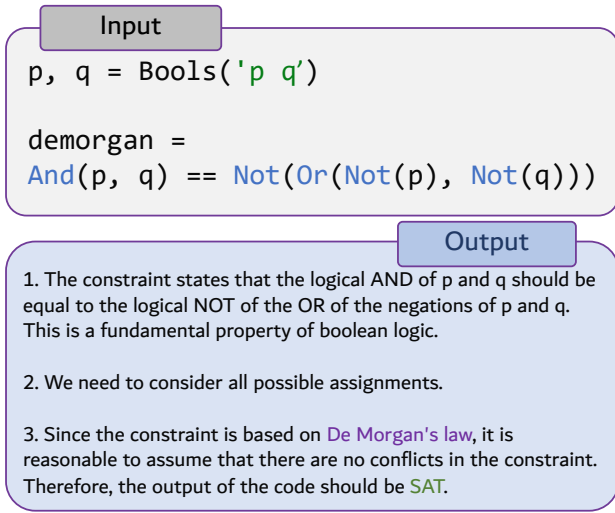 Input
p, q = Bools('p q’)
demorgan =
And(p, q) == Not(Or(Not(p), Not(q)))
Output
1. The constraint states that the logical AND of p and q should be
equal to the logical NOT of the OR of the negations of p and q.
This is a fundamental property of boolean logic.
2. We need to consider all possible assignments.
3. Since the constraint is based on De Morgan's law, it is
reasonable to assume that there are no conflicts in the constraint.
Therefore, the output of the code should be SAT.